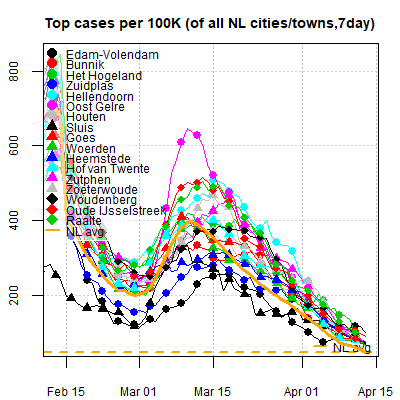 Top cases per 100K (of all NL cities/towns,7day)
800
600
400
200
Edam-Volendam
Bunnik
Het Hogeland
Zuidplas
Hellendoorn
Oost Gelre
Houten
Sluis
Goes
Woerden
Heemstede
Hof van Twente
Zutphen
Zoeterwoude
Woudenberg
Oude IJsselstreek
Raalte
NL avg
NL avg
Feb 15
Mar 01
Mar 15
Apr 01
Apr 15